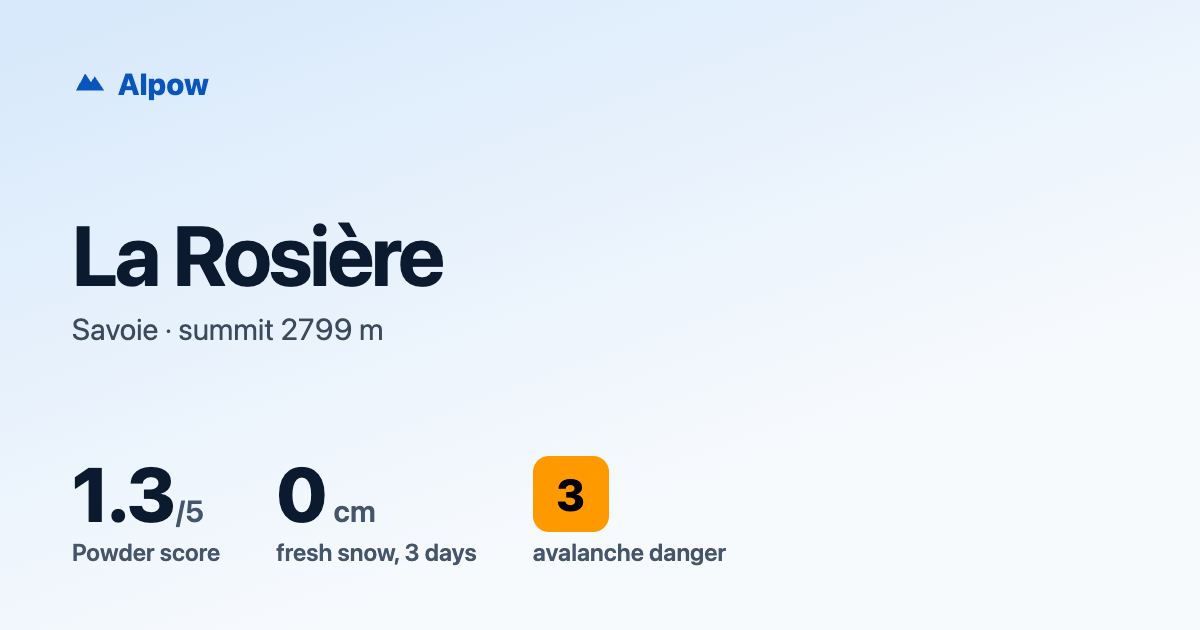 Alpow
La Rosière
Savoie · summit 2799 m
1.3/5
Powder score
0 cm
fresh snow, 3 days
3
avalanche danger